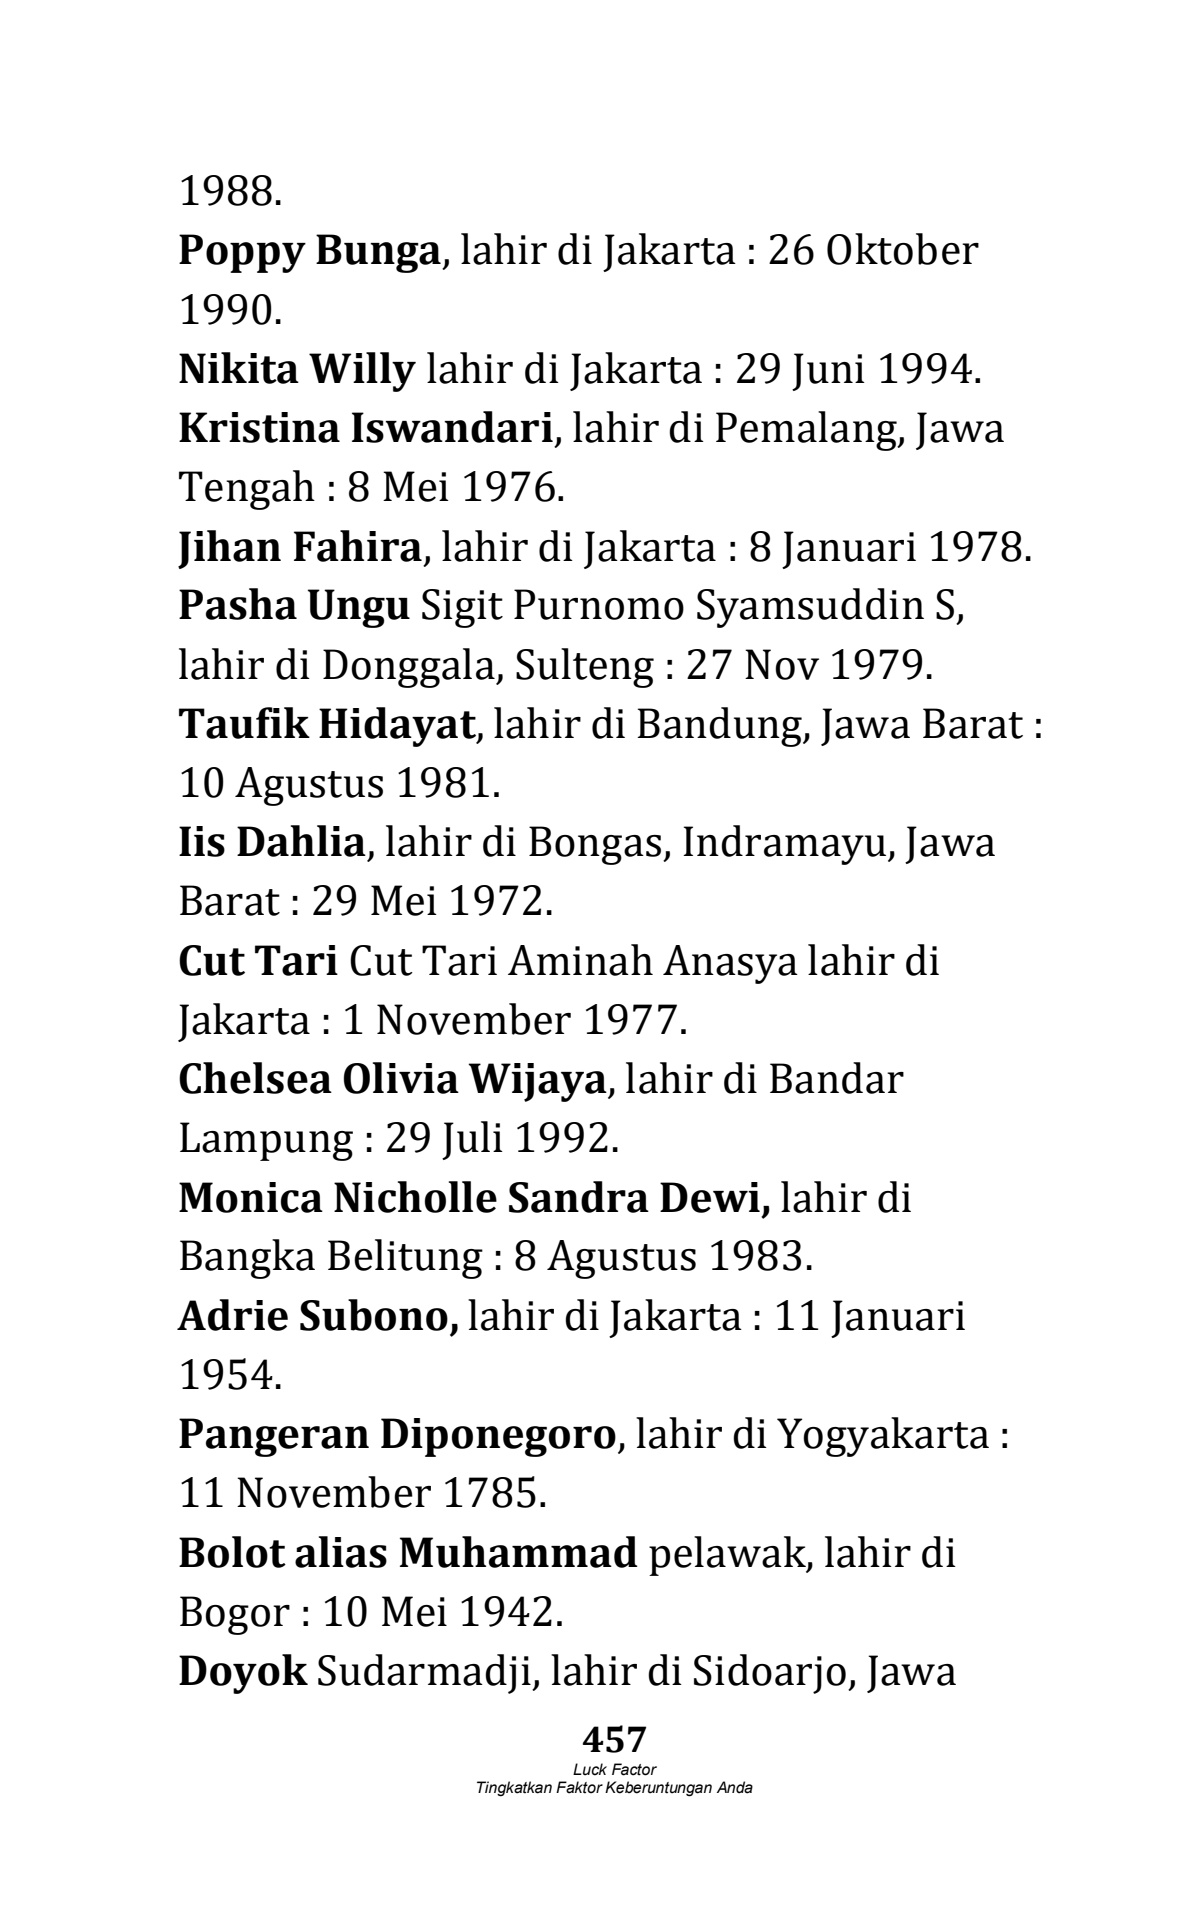 1988.
Poppy Bunga, lahir di Jakarta : 26 Oktober
1990.
Nikita Willy lahir di Jakarta : 29 Juni 1994.
Kristina Iswandari, lahir di Pemalang, Jawa
Tengah : 8 Mei 1976.
Jihan Fahira, lahir di Jakarta : 8 Januari 1978.
Pasha Ungu Sigit Purnomo Syamsuddin S,
lahir di Donggala, Sulteng : 27 Nov 1979.
Taufik Hidayat, lahir di Bandung, Jawa Barat :
10 Agustus 1981.
Iis Dahlia, lahir di Bongas, Indramayu, Jawa
Barat : 29 Mei 1972.
Cut Tari Cut Tari Aminah Anasya lahir di
Jakarta : 1 November 1977.
Chelsea Olivia Wijaya, lahir di Bandar
Lampung : 29 Juli 1992.
Monica Nicholle Sandra Dewi, lahir di
Bangka Belitung : 8 Agustus 1983.
Adrie Subono, lahir di Jakarta : 11 Januari
1954.
Pangeran Diponegoro, lahir di Yogyakarta :
11 November 1785.
Bolot alias Muhammad pelawak, lahir di
Bogor : 10 Mei 1942.
Doyok Sudarmadji, lahir di Sidoarjo, Jawa
457
Luck Factor
Tingkatkan Faktor Keberuntungan Anda